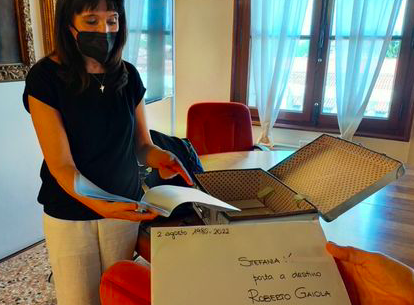 2 agosto 1980-2022
STEFANIA
porta a destino
ROBERTO GAIOLA